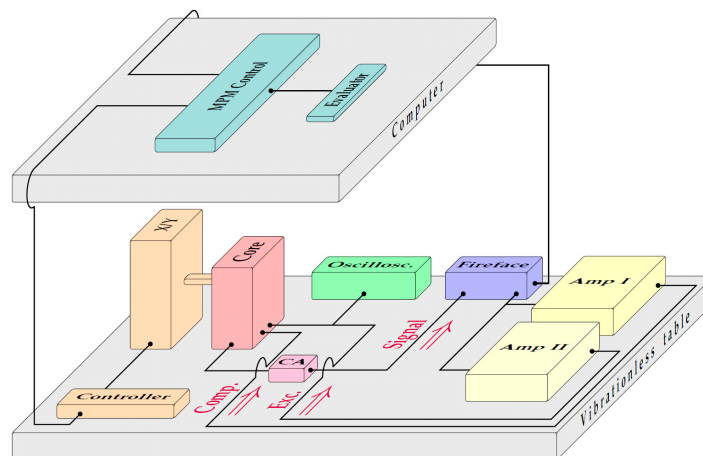 MPM Control
Evaluator
Computer
X/Y
Core
Oscillosc.
Fireface
Amp I
Amp II
CA
Signal
Comp.
Exc.
Controller
Vibrationless table